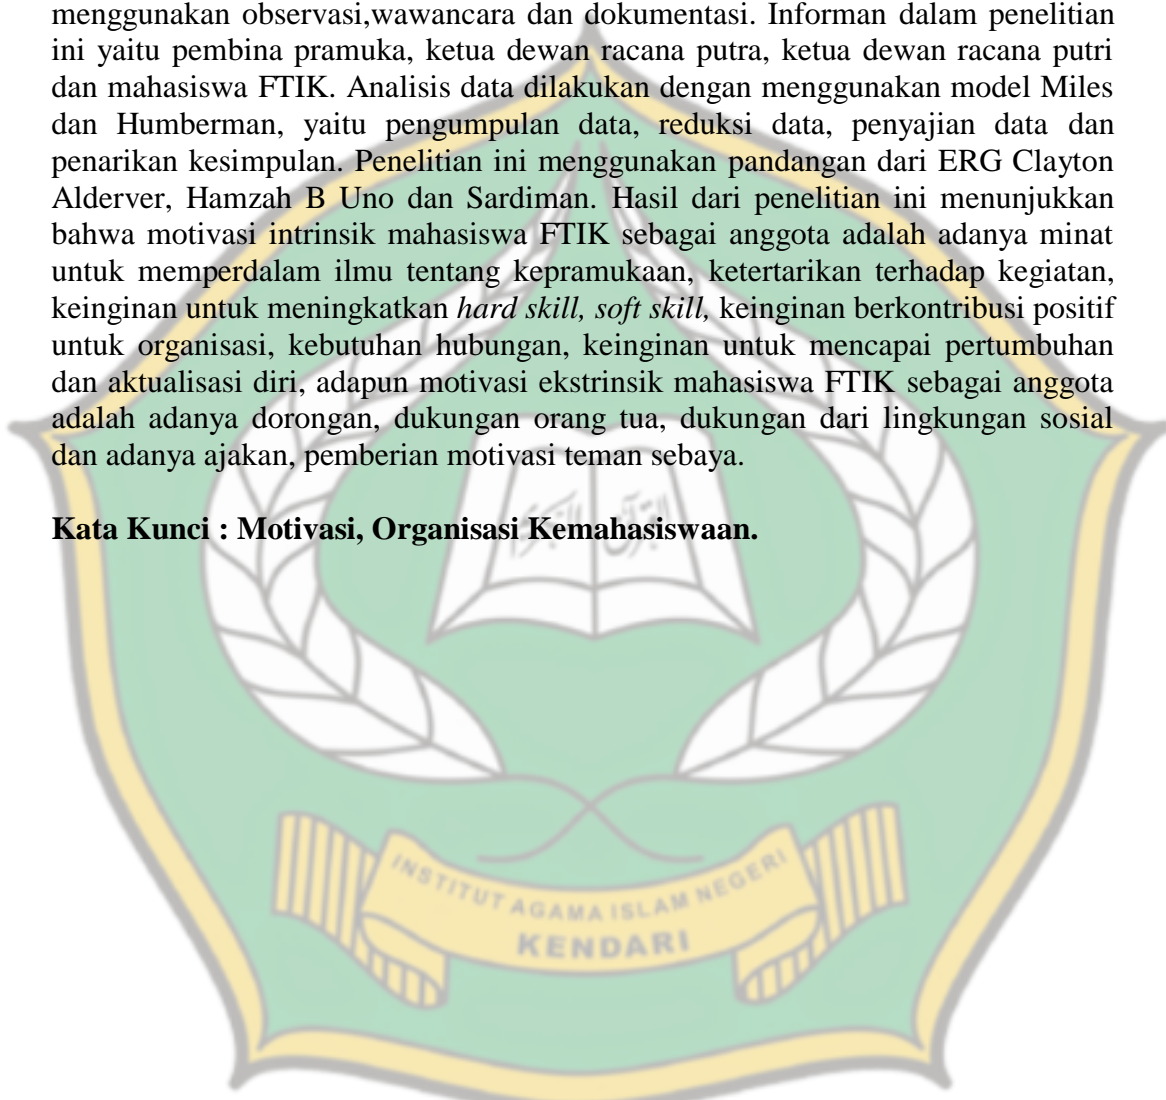 menggunakan observasi,wawancara dan dokumentasi. Informan dalam penelitian
ini yaitu pembina pramuka, ketua dewan racana putra, ketua dewan racana putri
dan mahasiswa FTIK. Analisis data dilakukan dengan menggunakan model Miles
dan Humberman, yaitu pengumpulan data, reduksi data, penyajian data dan
penarikan kesimpulan. Penelitian ini menggunakan pandangan dari ERG Clayton
Alderver, Hamzah B Uno dan Sardiman. Hasil dari penelitian ini menunjukkan
bahwa motivasi intrinsik mahasiswa FTIK sebagai anggota adalah adanya minat
untuk memperdalam ilmu tentang kepramukaan, ketertarikan terhadap kegiatan,
keinginan untuk meningkatkan hard skill, soft skill, keinginan berkontribusi positif
untuk organisasi, kebutuhan hubungan, keinginan untuk mencapai pertumbuhan
dan aktualisasi diri, adapun motivasi ekstrinsik mahasiswa FTIK sebagai anggota
adalah adanya dorongan, dukungan orang tua, dukungan dari lingkungan sosial
dan adanya ajakan, pemberian motivasi teman sebaya.
Kata Kunci : Motivasi, Organisasi Kemahasiswaan.
INSTITUT AGAMA ISLAM NEGERI
KENDARI